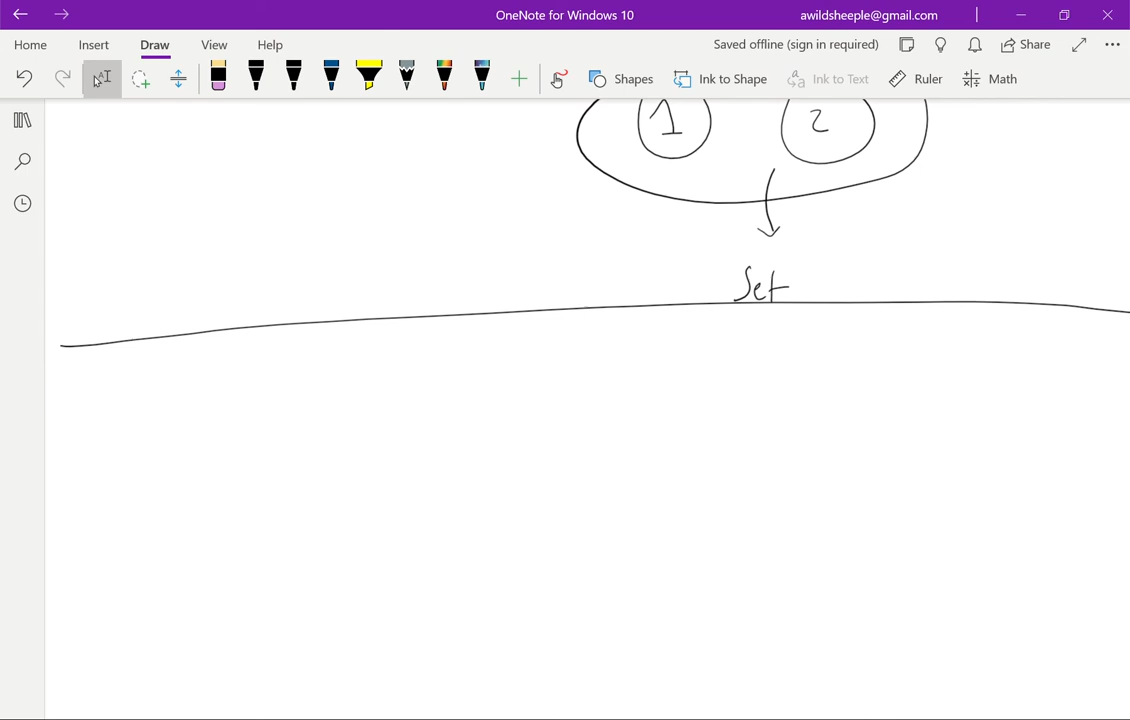 OneNote for Windows 10
awildsheeple@gmail.com
Home Insert Draw View Help
Saved offline (sign in required) Share
Shapes Ink to Shape Ink to Text Ruler Math
1 2
Set